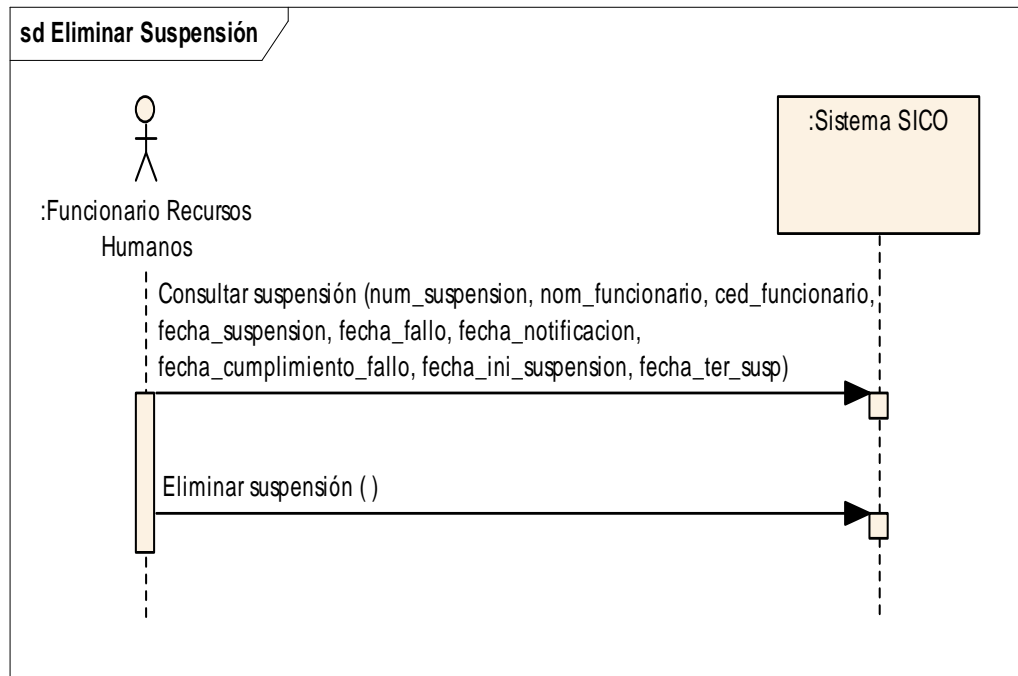 sd Eliminar Suspensión
:Sistema SICO
:Funcionario Recursos
Humanos
Consultar suspensión (num_suspension, nom_funcionario, ced_funcionario,
fecha_suspension, fecha_fallo, fecha_notificacion,
fecha_cumplimiento_fallo, fecha_ini_suspension, fecha_ter_susp)
Eliminar suspensión ( )